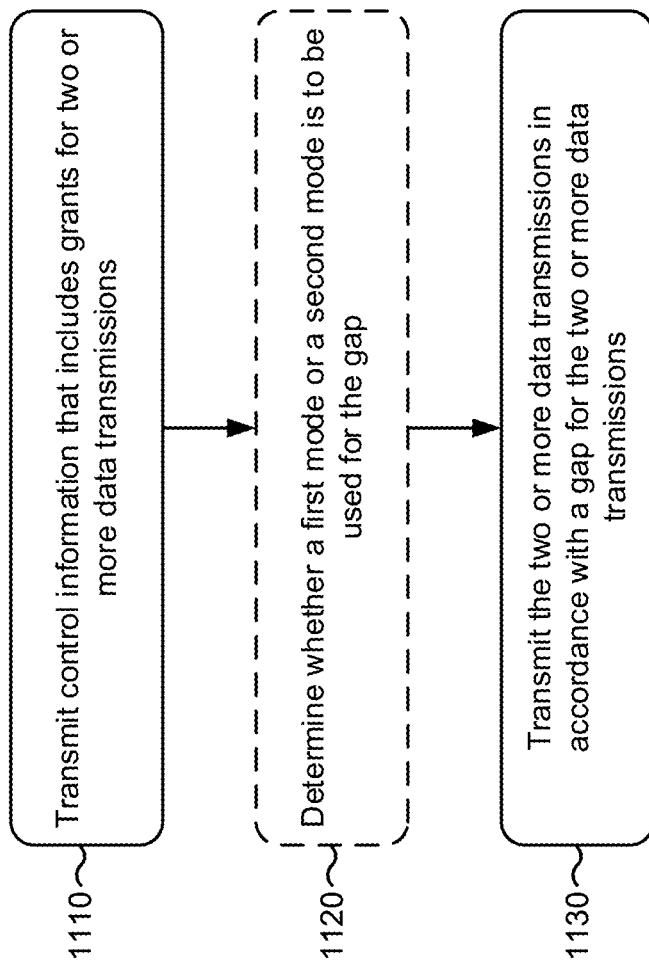 1110
Transmit control information that includes grants for two or
more data transmissions
1120
Determine whether a first mode or a second mode is to be
used for the gap
1130
Transmit the two or more data transmissions in
accordance with a gap for the two or more data
transmissions